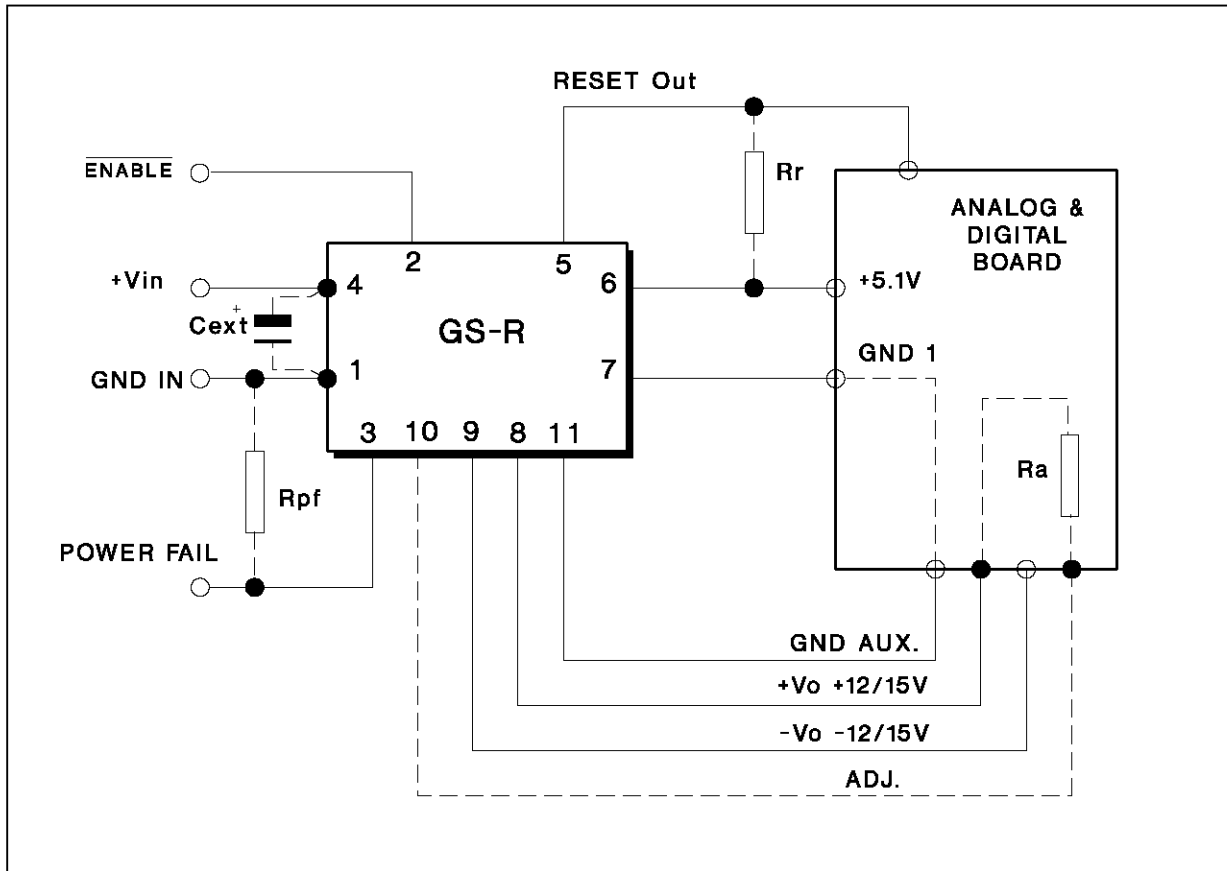 RESET Out
ENABLE
Rr
ANALOG &
DIGITAL
BOARD
2
5
+Vin
4
6
+5.1V
+
Cext
GS-R
GND 1
GND IN
1
7
3 10 9 8 11
Ra
Rpf
POWER FAIL
GND AUX.
+Vo +12/15V
-Vo -12/15V
ADJ.